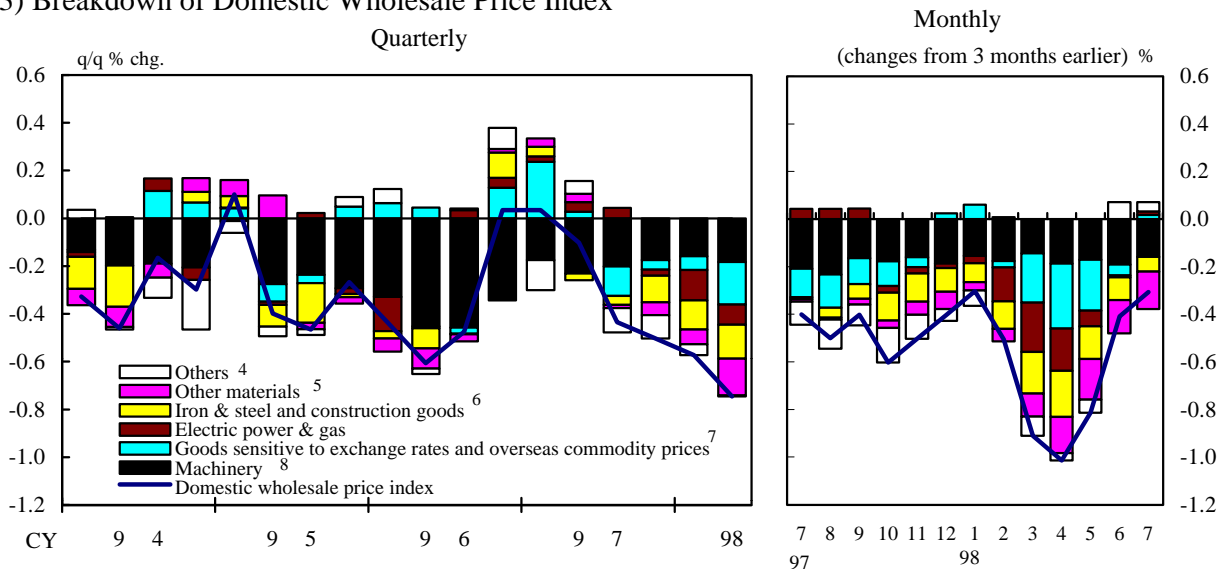 3) Breakdown of Domestic Wholesale Price Index
Quarterly
Monthly
q/q % chg.
(changes from 3 months earlier) %
0.6
0.4
0.2
0.0
-0.2
-0.4
-0.6
-0.8
-1.0
-1.2
Others 4
Other materials 5
Iron & steel and construction goods 6
Electric power & gas
Goods sensitive to exchange rates and overseas commodity prices 7
Machinery 8
Domestic wholesale price index
CY 9 4 9 5 9 6 9 7 98
0.6
0.4
0.2
0.0
-0.2
-0.4
-0.6
-0.8
-1.0
-1.2
7 8 9 10 11 12 1 2 3 4 5 6 7
97 98